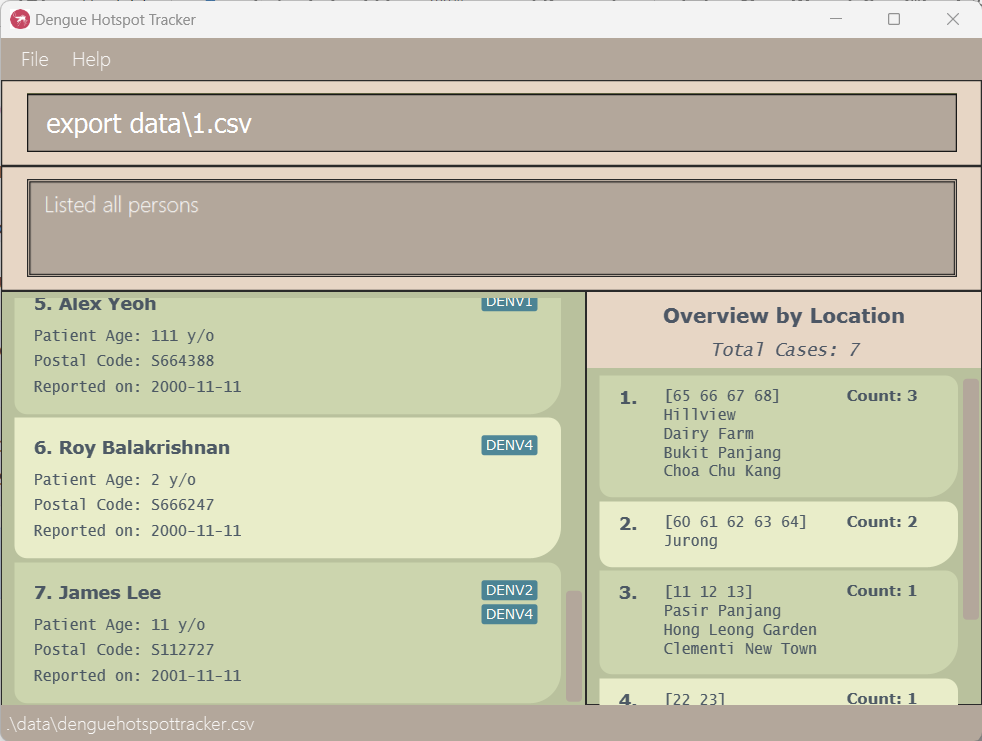 Dengue Hotspot Tracker
File Help
export data\1.csv
Listed all persons
5. Alex Yeoh
DENV1
Patient Age: 111 y/o
Postal Code: S664388
Reported on: 2000-11-11
6. Roy Balakrishnan
DENV4
Patient Age: 2 y/o
Postal Code: S666247
Reported on: 2000-11-11
7. James Lee
DENV2
DENV4
Patient Age: 11 y/o
Postal Code: S112727
Reported on: 2001-11-11
Overview by Location
Total Cases: 7
1. [65 66 67 68] Count: 3
Hillview
Dairy Farm
Bukit Panjang
Choa Chu Kang
2. [60 61 62 63 64] Count: 2
Jurong
3. [11 12 13] Count: 1
Pasir Panjang
Hong Leong Garden
Clementi New Town
4. [22 23] Count: 1
.\data\denguehotspottracker.csv